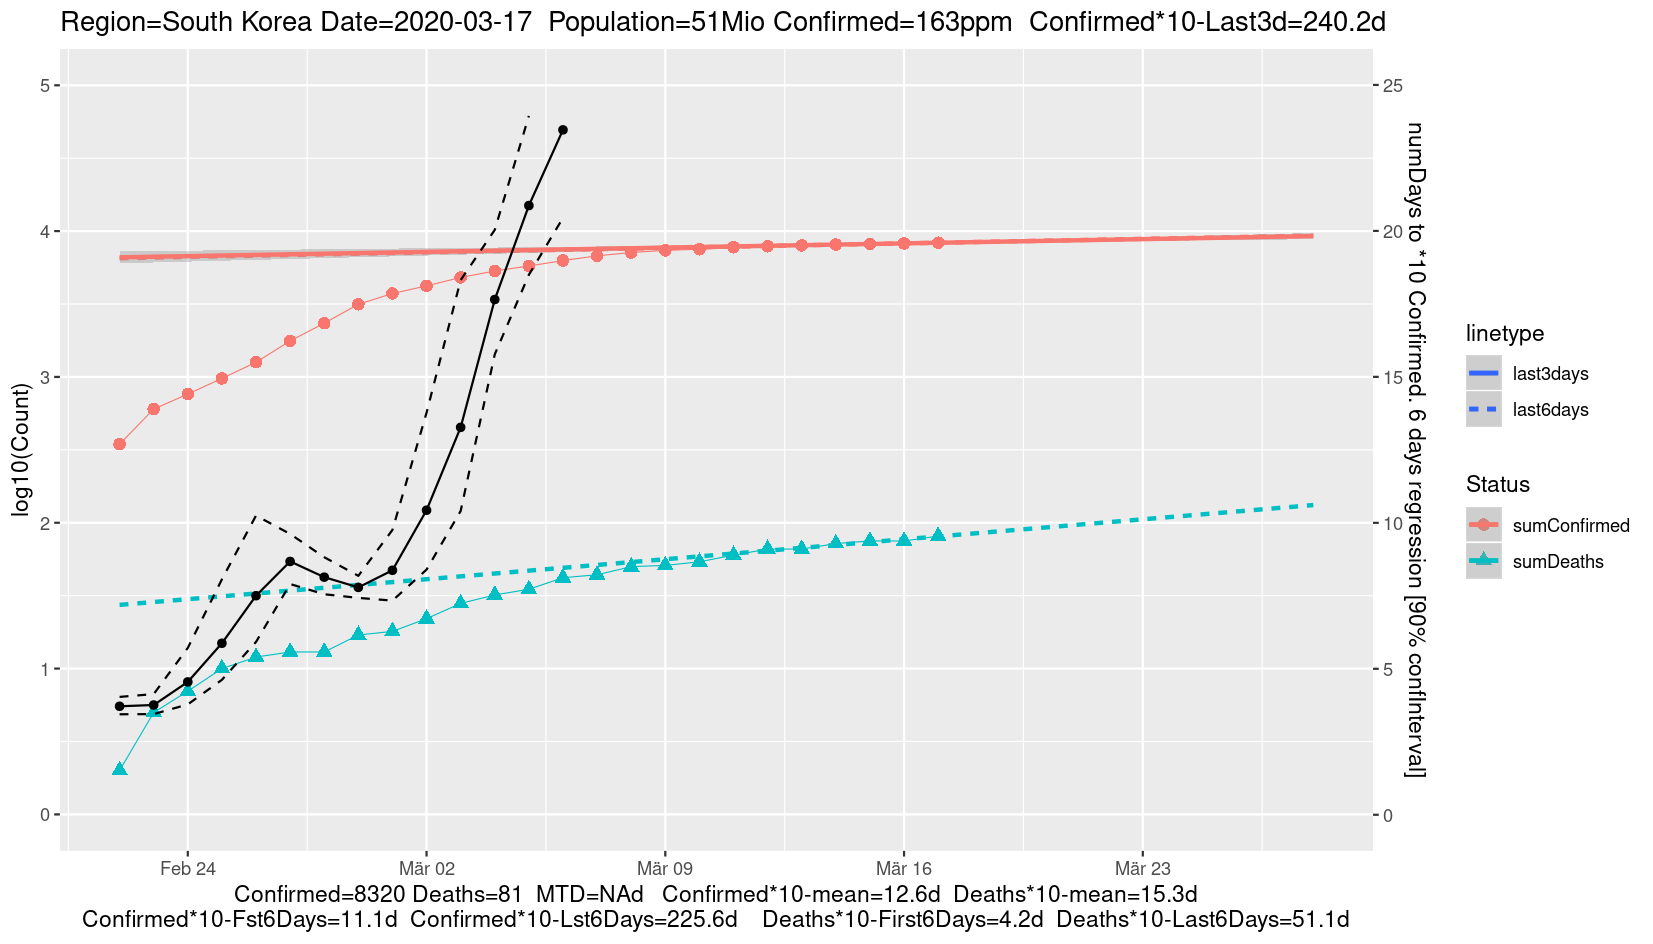 Region=South Korea Date=2020-03-17  Population=51Mio Confirmed=163ppm  Confirmed*10-Last3d=240.2d
log10(Count)
5
4
3
2
1
0
25
20
15
10
5
0
numDays to *10 Confirmed. 6 days regression [90% confInterval]
linetype
last3days
last6days
Status
sumConfirmed
sumDeaths
Feb 24
Mär 02
Mär 09
Mär 16
Mär 23
Confirmed=8320 Deaths=81  MTD=NAd   Confirmed*10-mean=12.6d  Deaths*10-mean=15.3d
Confirmed*10-Fst6Days=11.1d  Confirmed*10-Lst6Days=225.6d    Deaths*10-First6Days=4.2d  Deaths*10-Last6Days=51.1d